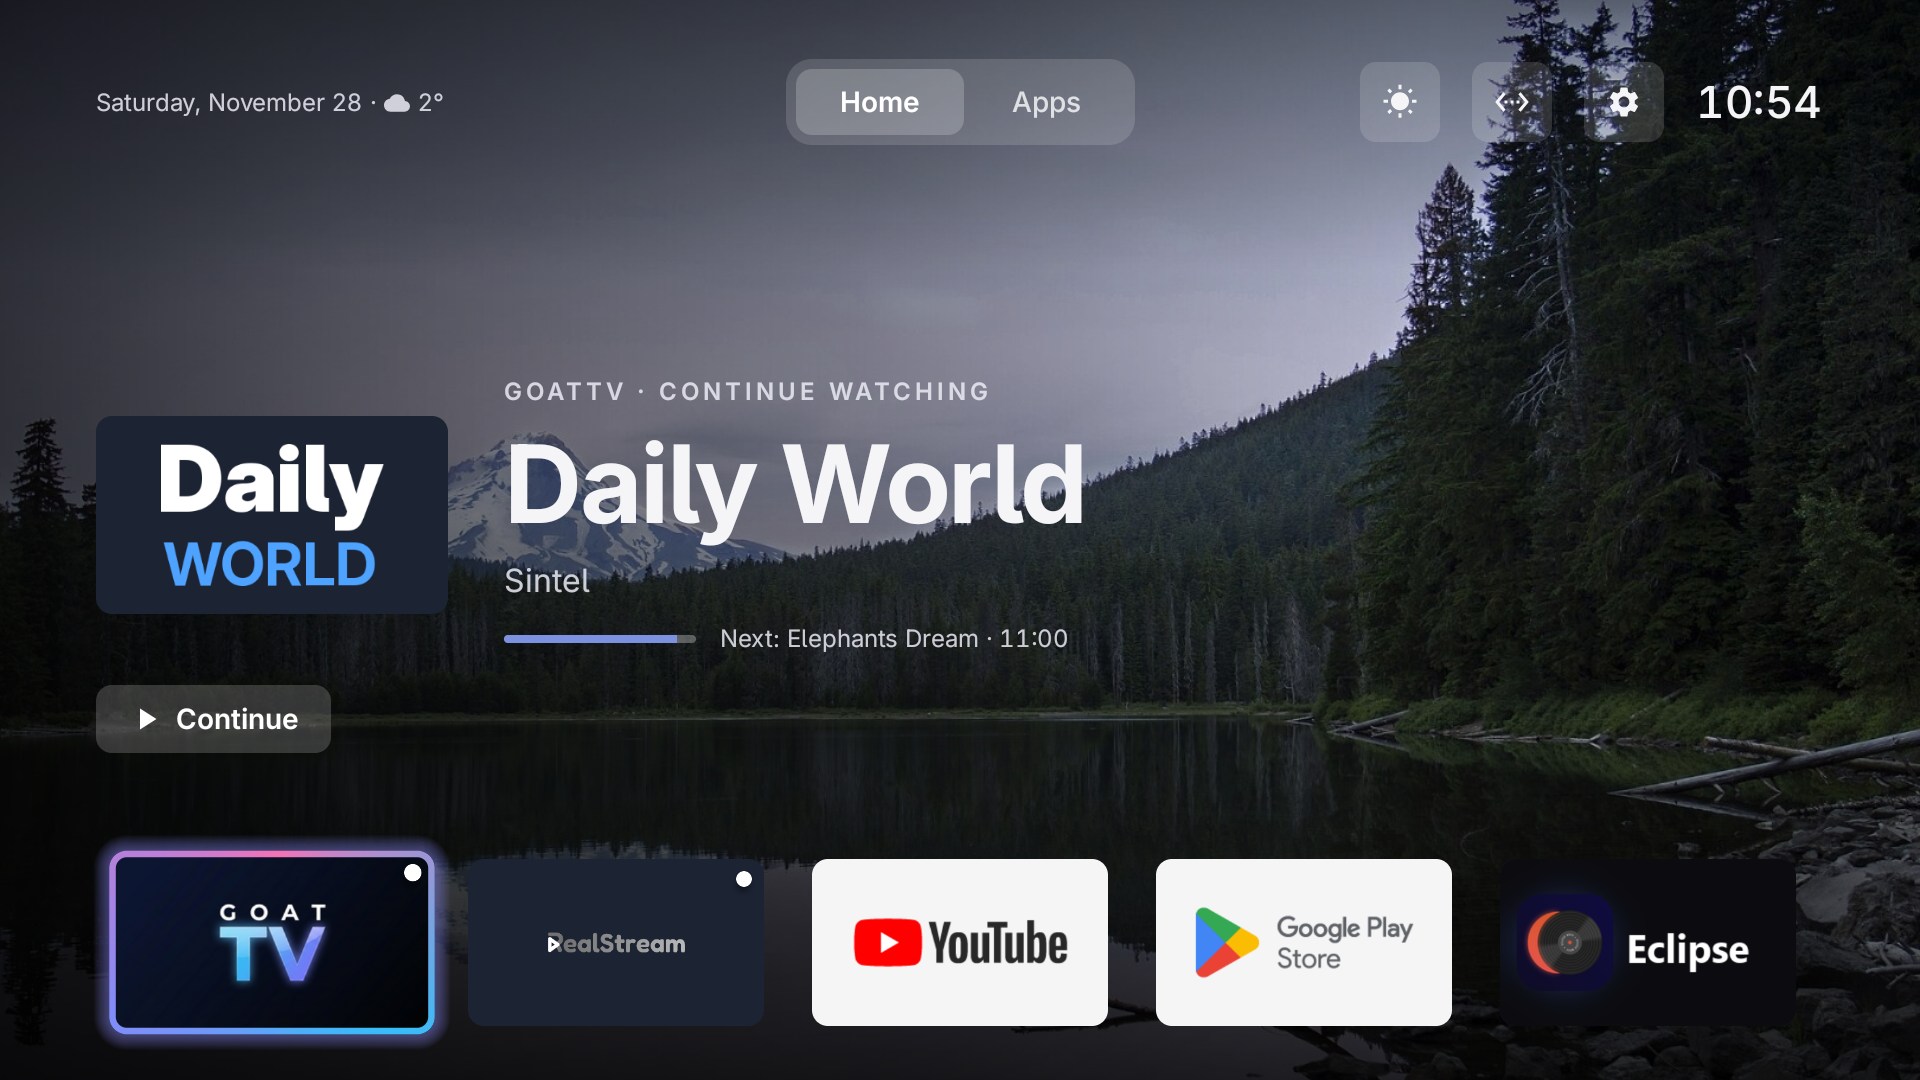 Saturday, November 28 · 2°
Home
Apps
10:54
GOATTV · CONTINUE WATCHING
Daily
WORLD
Daily World
Sintel
Next: Elephants Dream · 11:00
Continue
GOAT
TV
RealStream
YouTube
Google Play
Store
Eclipse